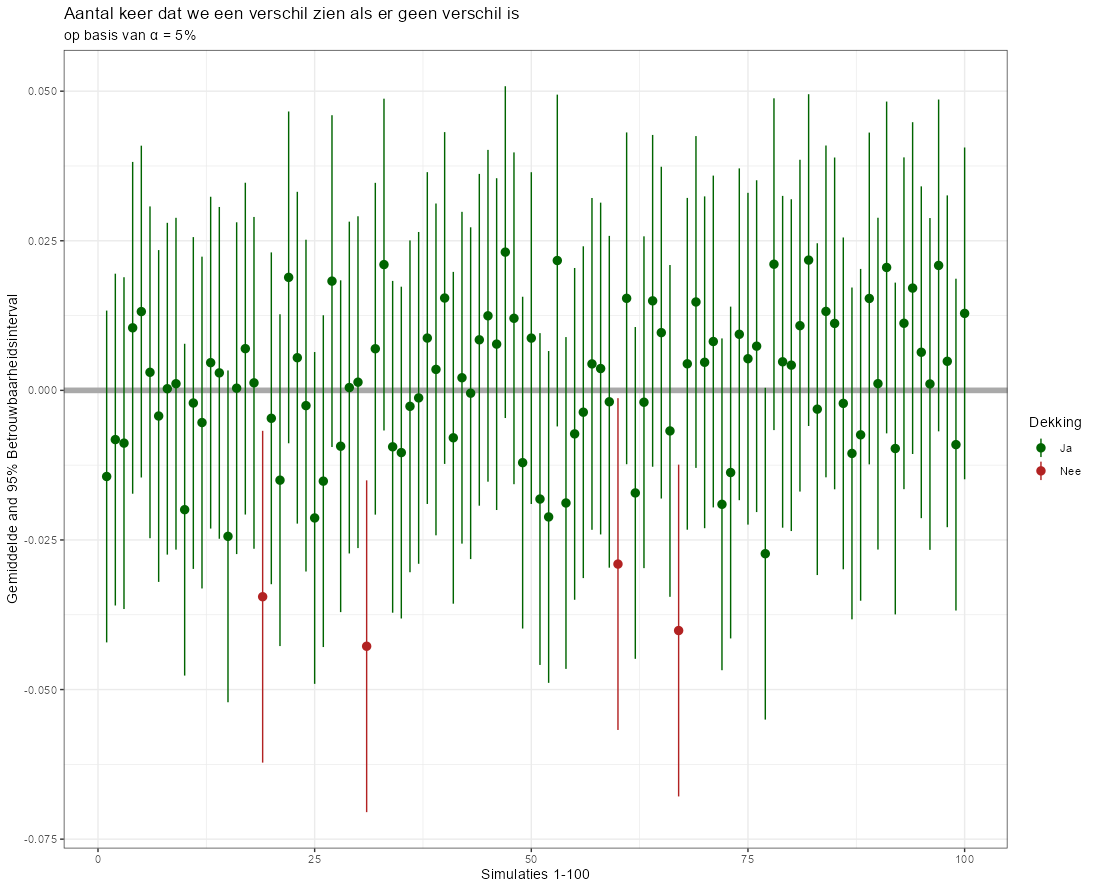 Aantal keer dat we een verschil zien als er geen verschil is
op basis van α = 5%
Gemiddelde and 95% Betrouwbaarheidsinterval
0.050
0.025
0.000
-0.025
-0.050
-0.075
0
25
50
75
100
Simulaties 1-100
Dekking
Ja
Nee